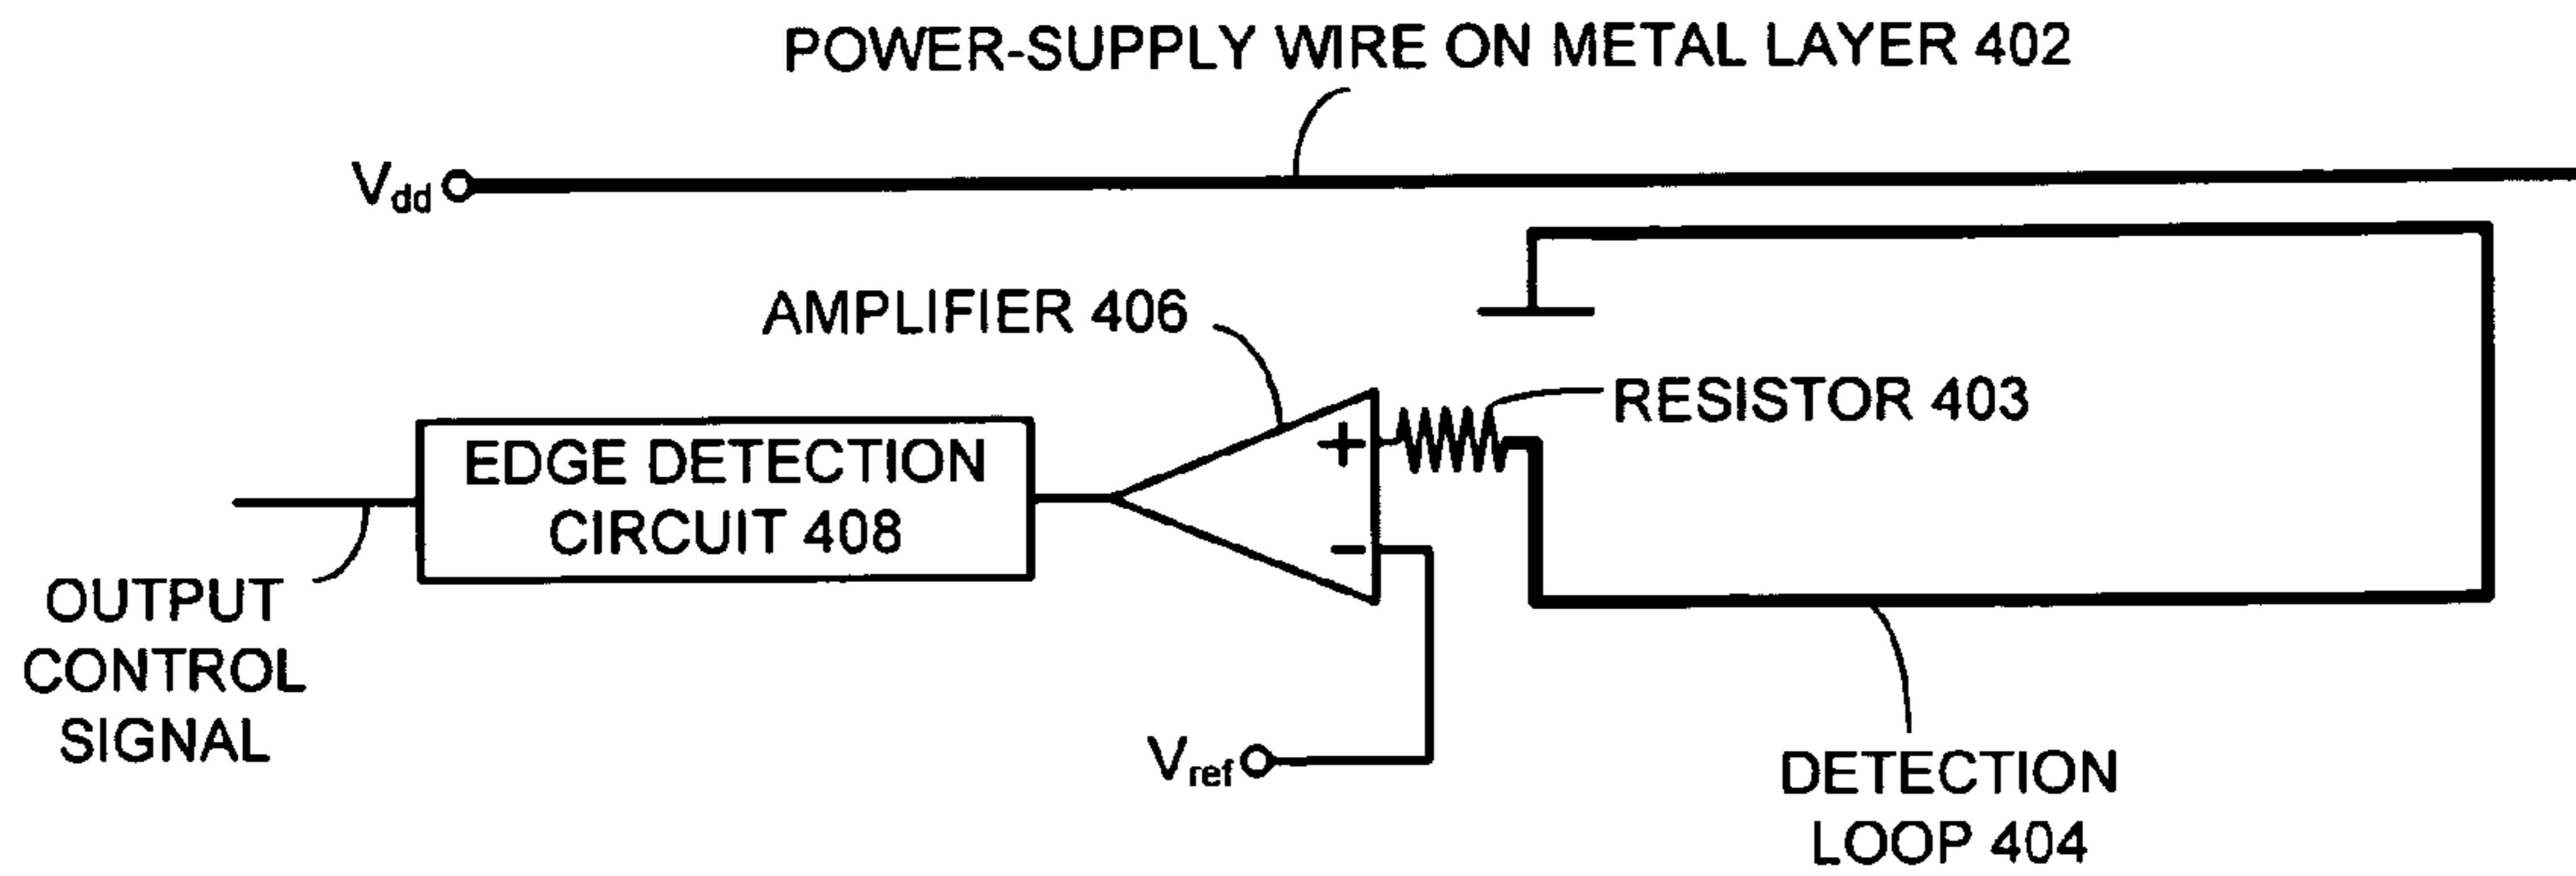 POWER-SUPPLY WIRE ON METAL LAYER 402
Vdd
AMPLIFIER 406
RESISTOR 403
+
EDGE DETECTION
CIRCUIT 408
−
OUTPUT
CONTROL
SIGNAL
Vref
DETECTION
LOOP 404